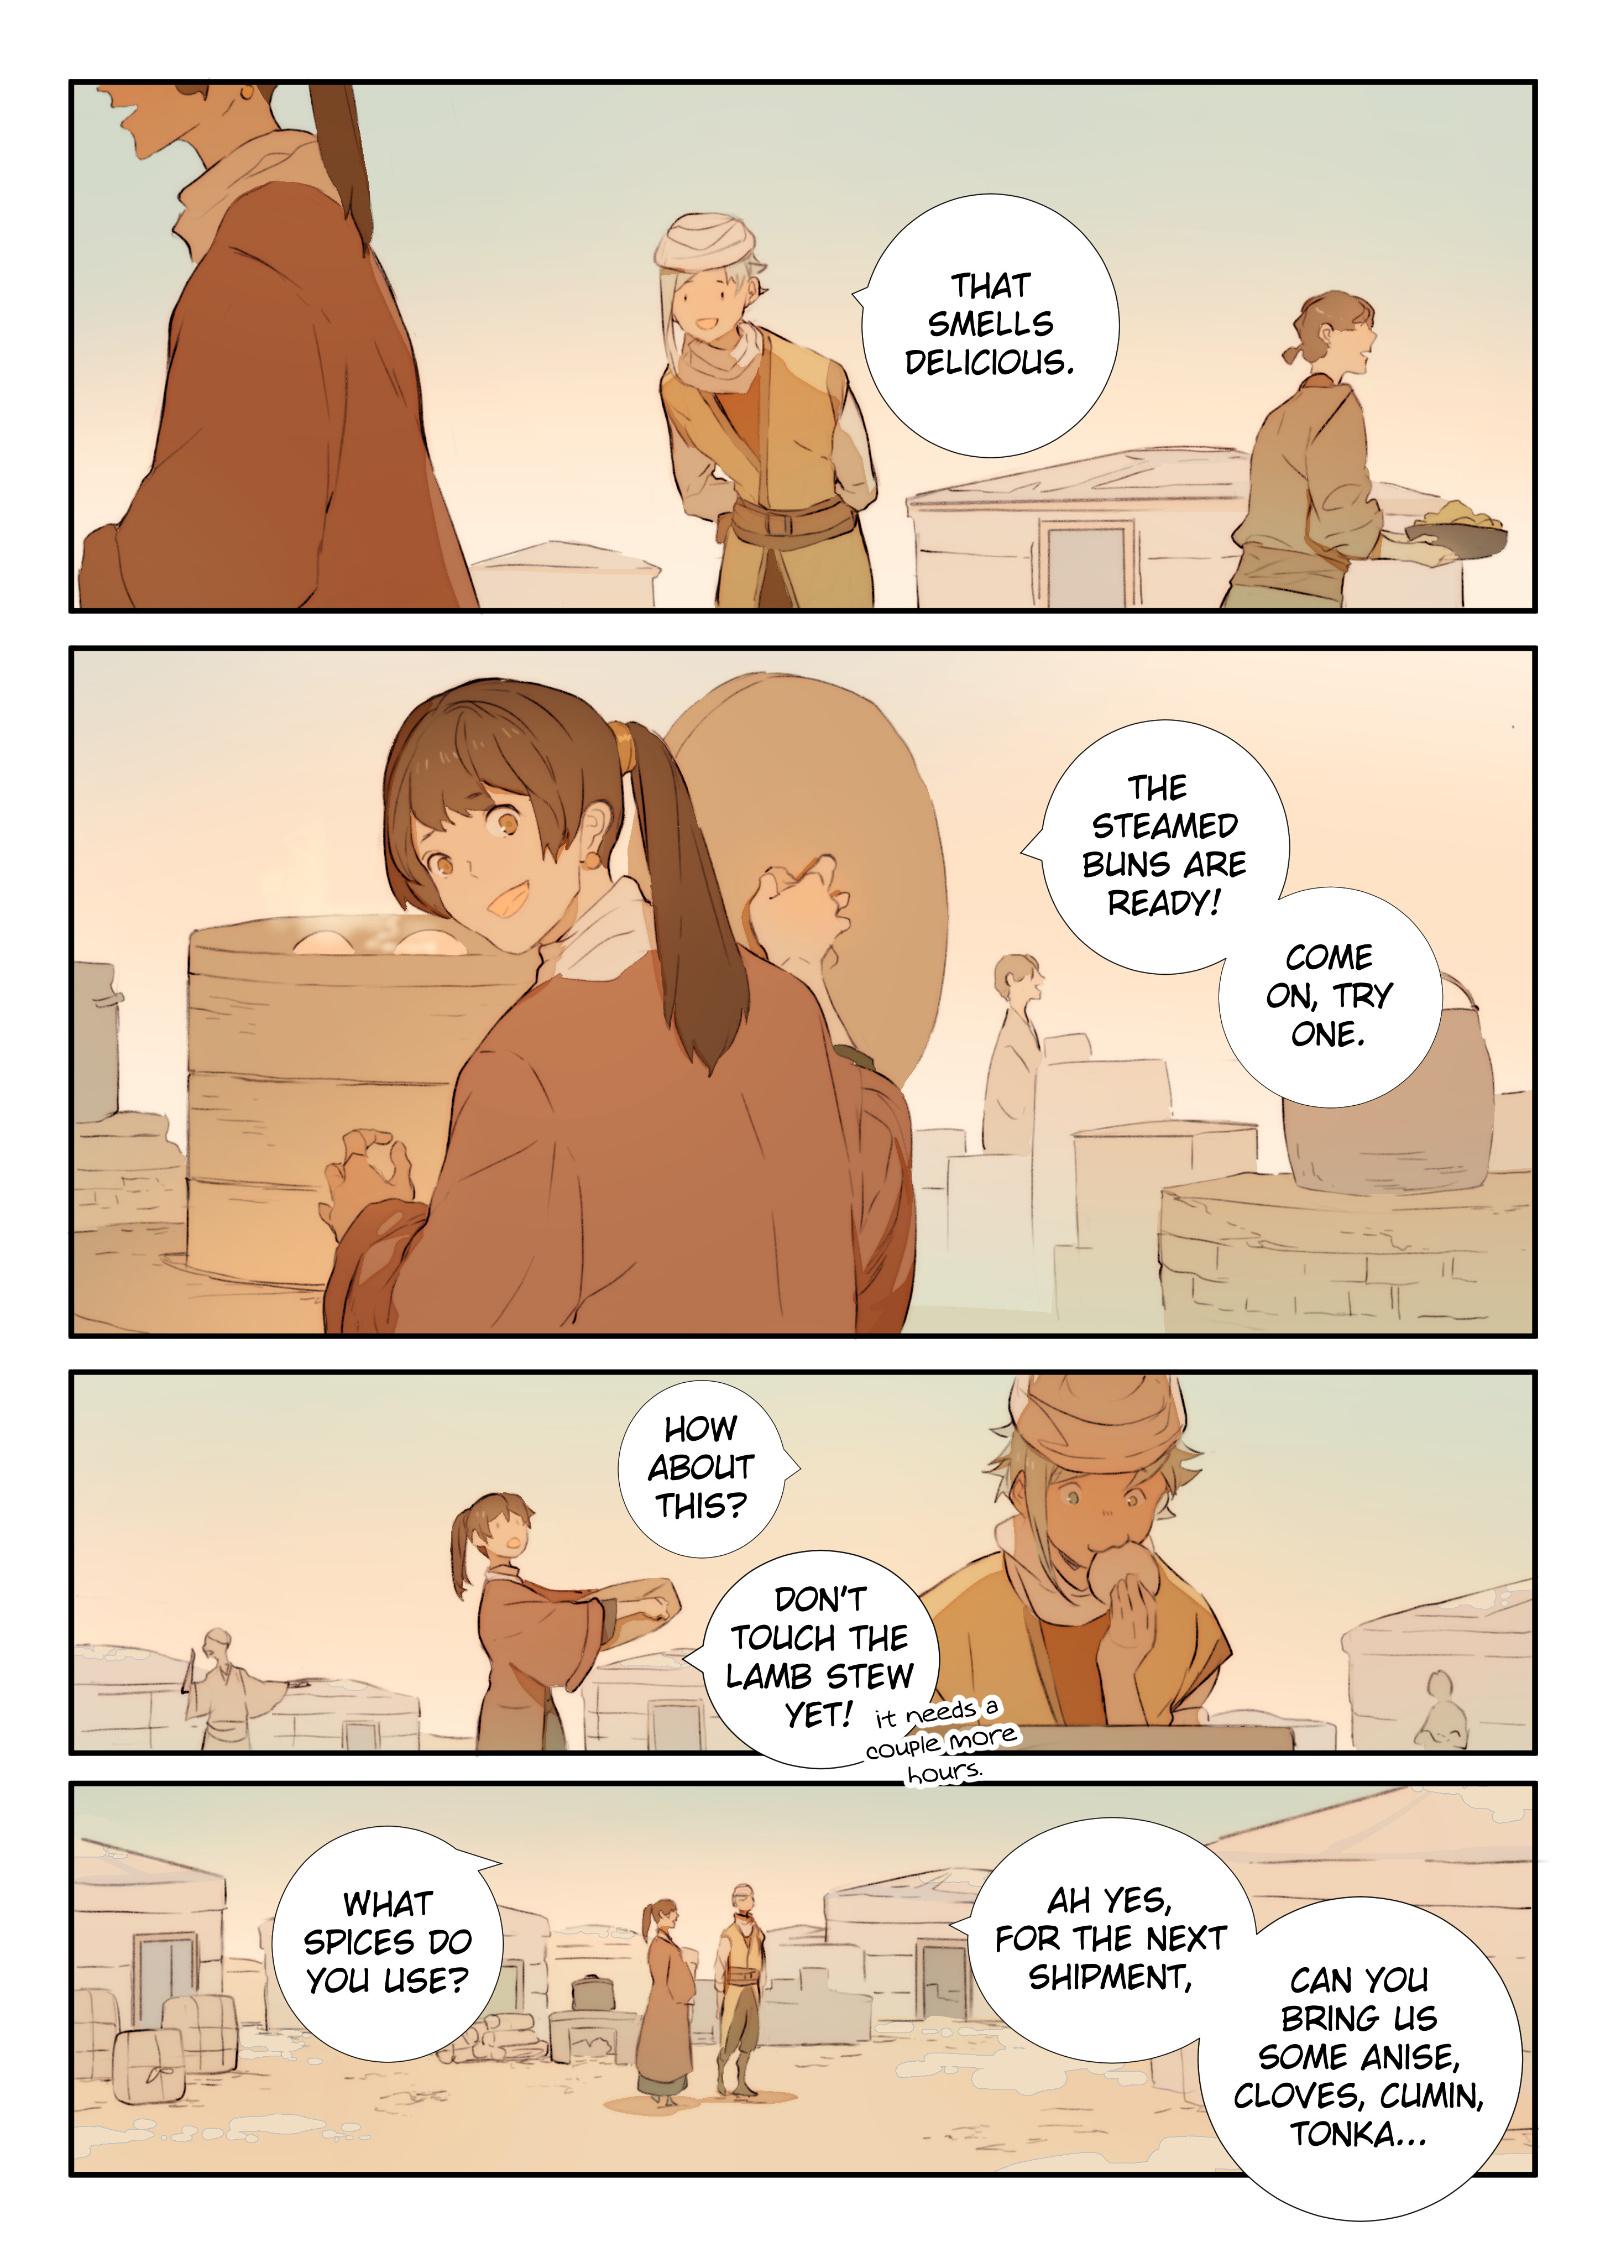 THAT
SMELLS
DELICIOUS.
THE
STEAMED
BUNS ARE
READY!
COME
ON, TRY
ONE.
HOW
ABOUT
THIS?
DON'T
TOUCH THE
LAMB STEW
YET!
it needs a
couple more
hours.
WHAT
SPICES DO
YOU USE?
AH YES,
FOR THE NEXT
SHIPMENT,
CAN YOU
BRING US
SOME ANISE,
CLOVES, CUMIN,
TONKA...